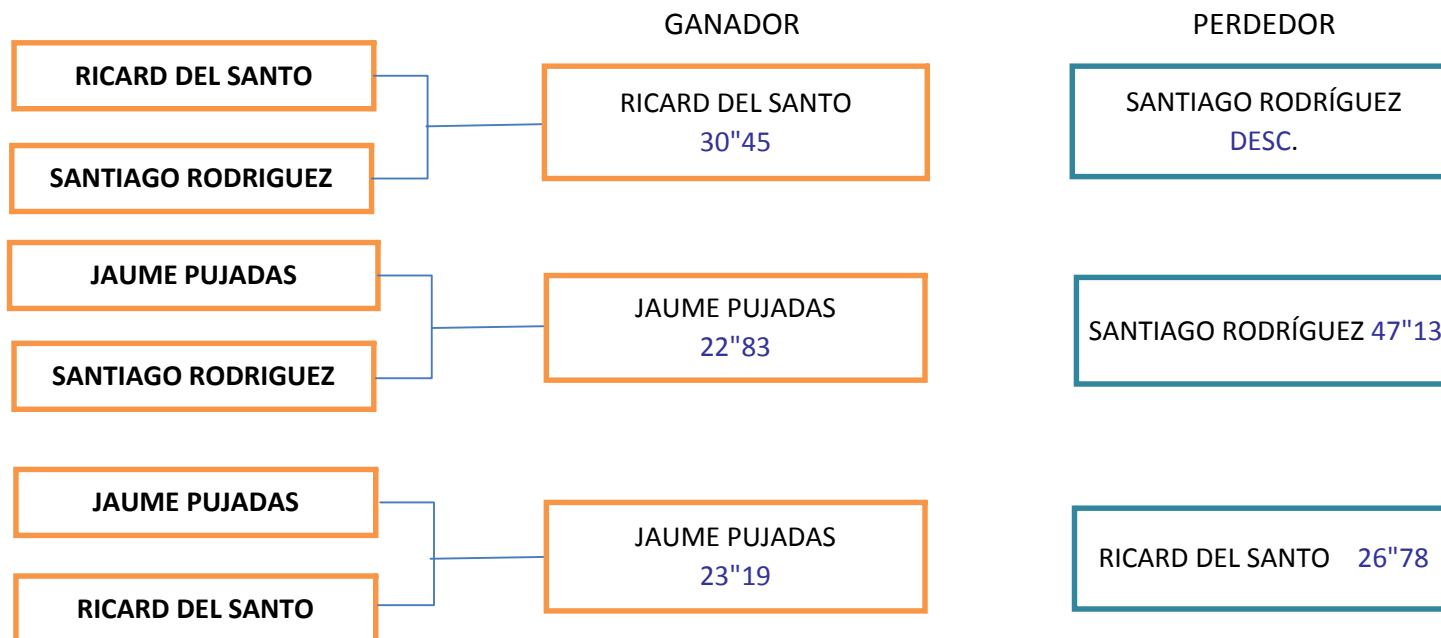 GANADOR
PERDEDOR
RICARD DEL SANTO
SANTIAGO RODRIGUEZ
RICARD DEL SANTO
30"45
SANTIAGO RODRÍGUEZ
DESC.
JAUME PUJADAS
SANTIAGO RODRIGUEZ
JAUME PUJADAS
22"83
SANTIAGO RODRÍGUEZ 47"13
JAUME PUJADAS
RICARD DEL SANTO
JAUME PUJADAS
23"19
RICARD DEL SANTO 26"78